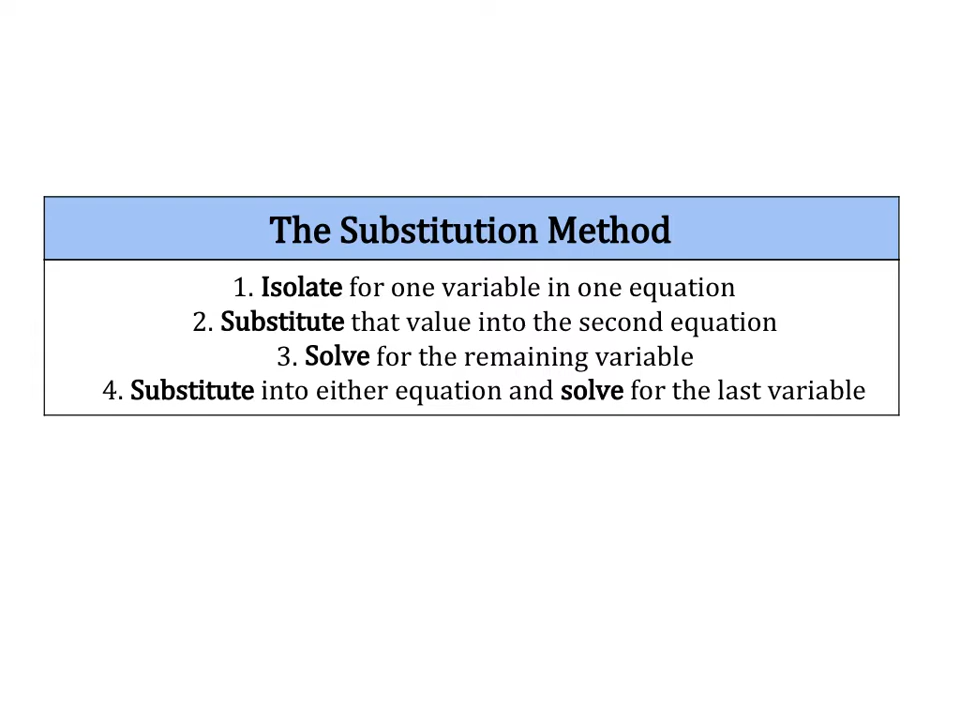 The Substitution Method
1. Isolate for one variable in one equation
2. Substitute that value into the second equation
3. Solve for the remaining variable
4. Substitute into either equation and solve for the last variable